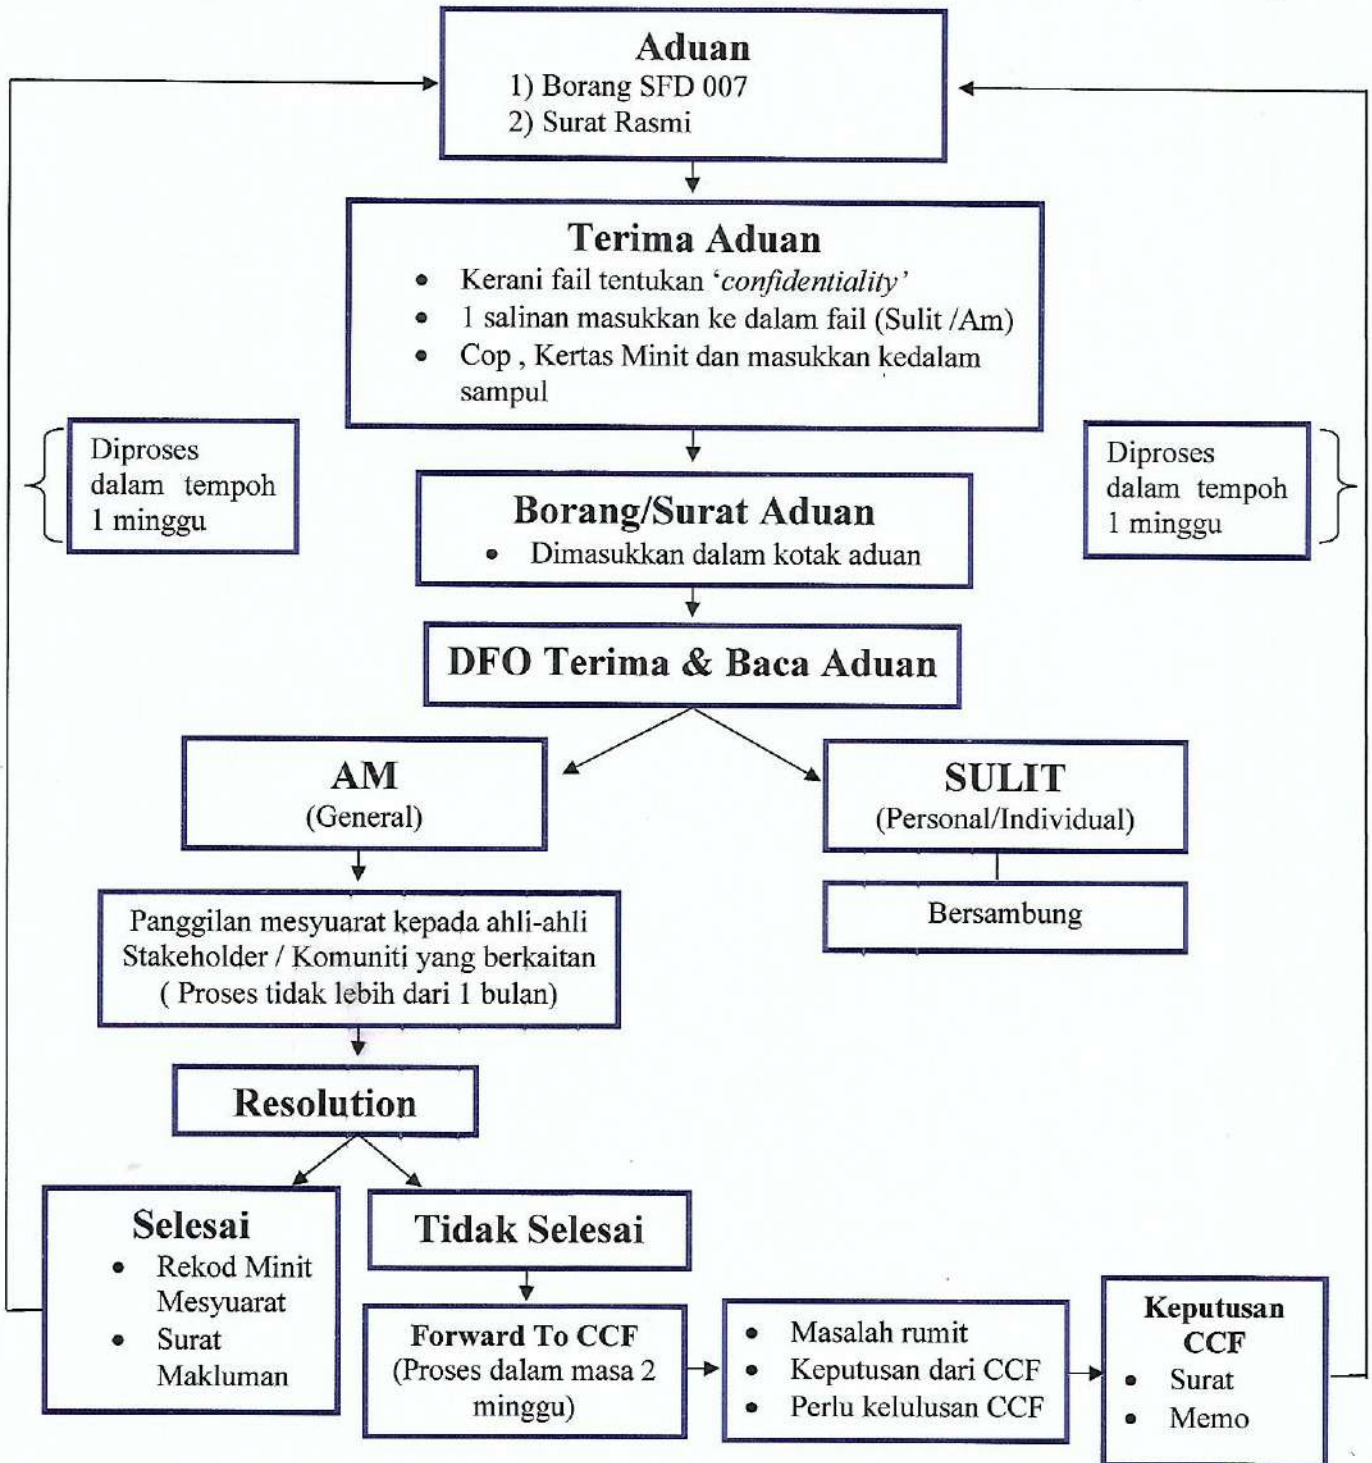 Aduan
1) Borang SFD 007
2) Surat Rasmi
Terima Aduan
• Kerani fail tentukan ‘confidentiality’
• 1 salinan masukkan ke dalam fail (Sulit /Am)
• Cop , Kertas Minit dan masukkan kedalam
sampul
Diproses
dalam tempoh
1 minggu
Diproses
dalam tempoh
1 minggu
Borang/Surat Aduan
• Dimasukkan dalam kotak aduan
DFO Terima & Baca Aduan
AM
(General)
SULIT
(Personal/Individual)
Panggilan mesyuarat kepada ahli-ahli
Stakeholder / Komuniti yang berkaitan
( Proses tidak lebih dari 1 bulan)
Bersambung
Resolution
Selesai
• Rekod Minit
Mesyuarat
• Surat
Makluman
Tidak Selesai
Forward To CCF
(Proses dalam masa 2
minggu)
• Masalah rumit
• Keputusan dari CCF
• Perlu kelulusan CCF
Keputusan
CCF
• Surat
• Memo